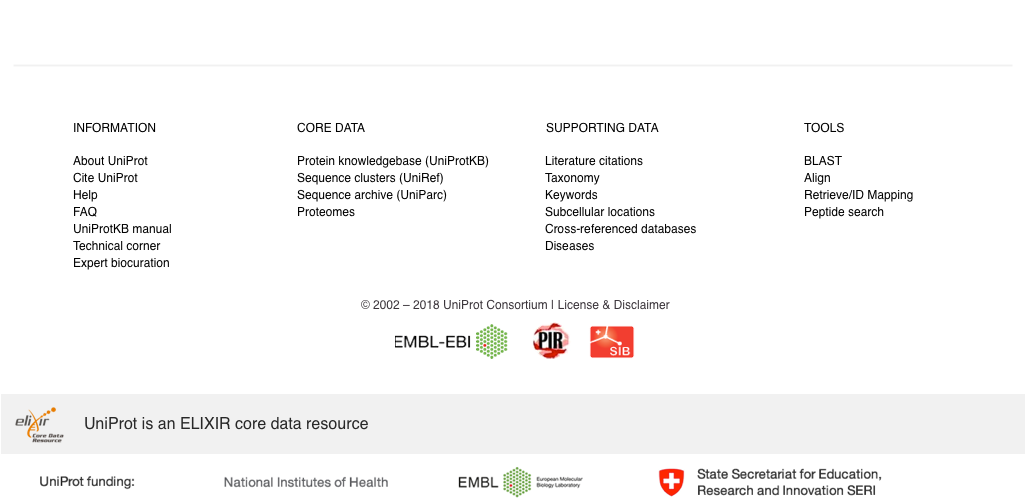 INFORMATION
About UniProt
Cite UniProt
Help
FAQ
UniProtKB manual
Technical corner
Expert biocuration
CORE DATA
Protein knowledgebase (UniProtKB)
Sequence clusters (UniRef)
Sequence archive (UniParc)
Proteomes
SUPPORTING DATA
Literature citations
Taxonomy
Keywords
Subcellular locations
Cross-referenced databases
Diseases
TOOLS
BLAST
Align
Retrieve/ID Mapping
Peptide search
© 2002 – 2018 UniProt Consortium | License & Disclaimer
EMBL-EBI
PIR
SIB
elixir
Core Data
Resource
UniProt is an ELIXIR core data resource
UniProt funding:
National Institutes of Health
EMBL
European Molecular
Biology Laboratory
State Secretariat for Education,
Research and Innovation SERI